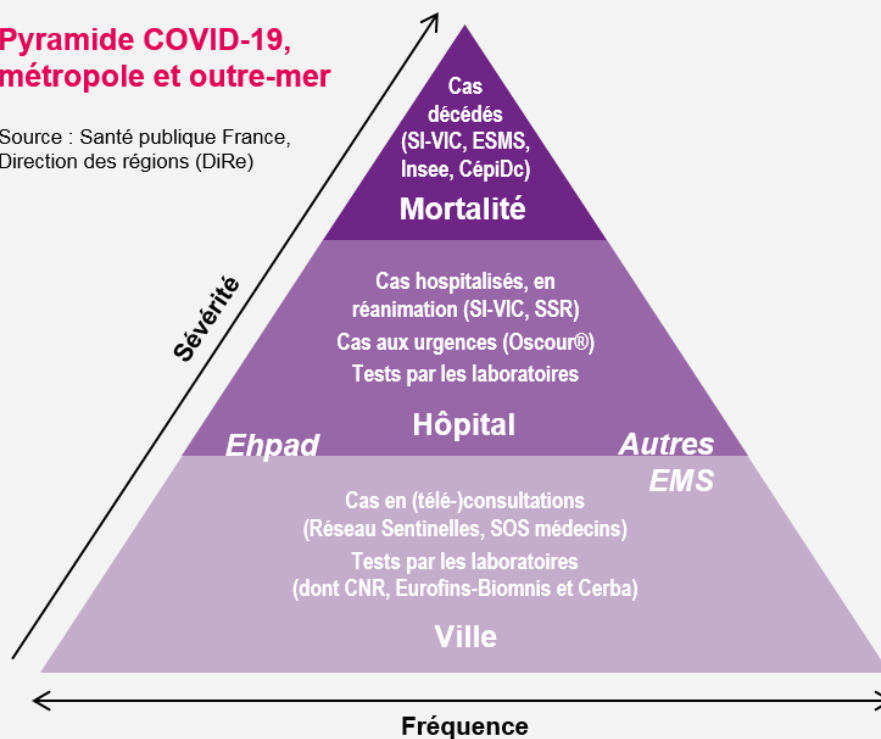 Pyramide COVID-19,
métropole et outre-mer
Source : Santé publique France,
Direction des régions (DiRe)
Sévérité
Cas
décédés
(SI-VIC, ESMS,
Insee, CépiDc)
Mortalité
Cas hospitalisés, en
réanimation (SI-VIC, SSR)
Cas aux urgences (Oscour®)
Tests par les laboratoires
Hôpital
Ehpad
Autres
EMS
Cas en (télé-)consultations
(Réseau Sentinelles, SOS médecins)
Tests par les laboratoires
(dont CNR, Eurofins-Biomnis et Cerba)
Ville
Fréquence